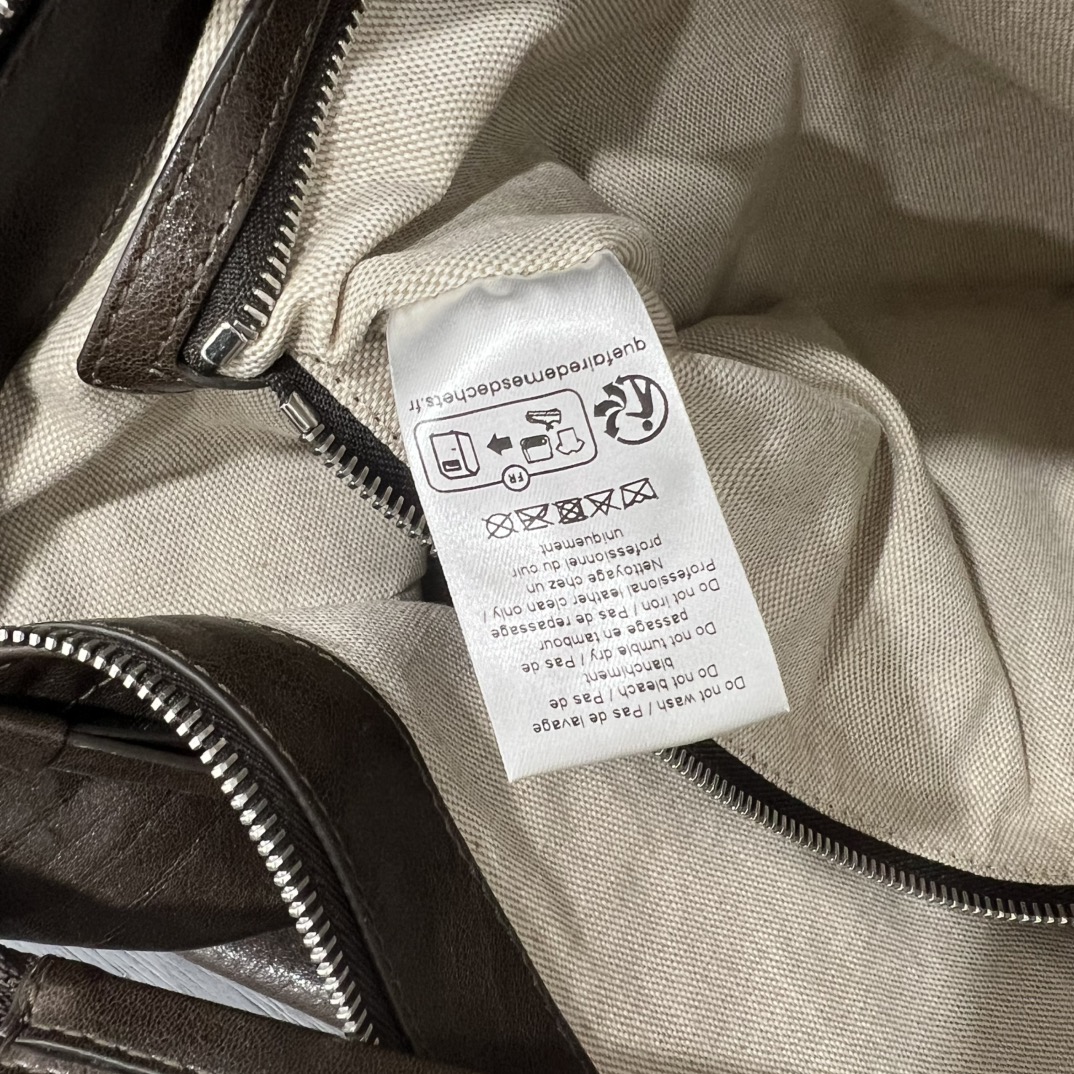 Do not wash / Pas de lavage
Do not bleach / Pas de
blanchiment
Do not tumble dry / Pas de
passage en tambour
Do not iron / Pas de repassage
Professional leather clean only /
Nettoyage chez un
professionnel du cuir
uniquement
FR
quefairedemesdechets.fr